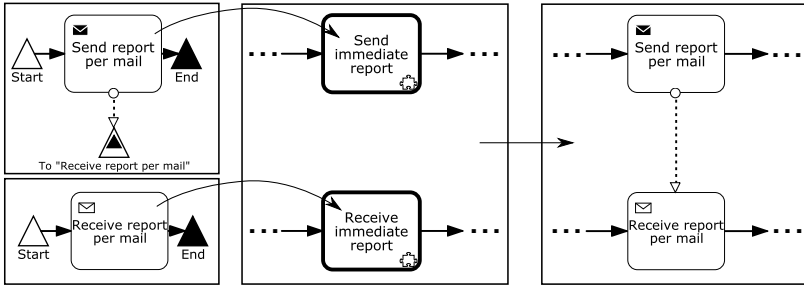 Send report
per mail
Start
End
To "Receive report per mail"
Receive report
per mail
Start
End
Send
immediate
report
Receive
immediate
report
Send report
per mail
Receive report
per mail